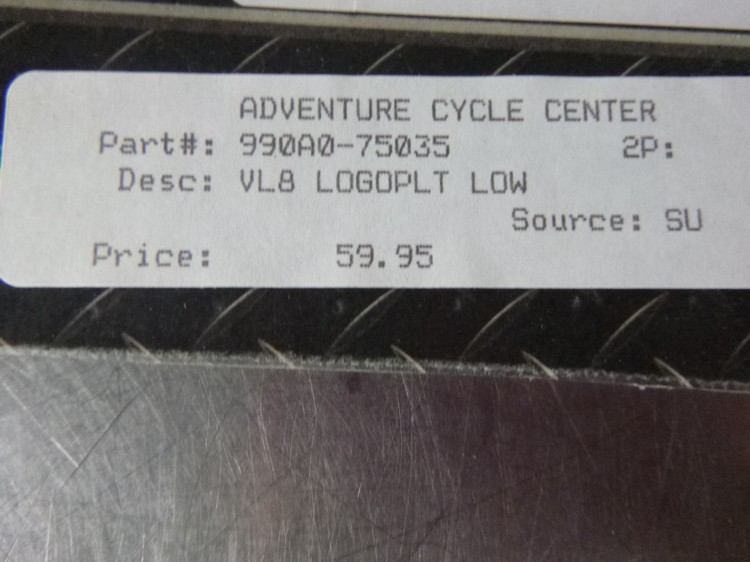 ADVENTURE CYCLE CENTER
Part#: 990A0-75035 2P:
Desc: VL8 LOGOPLT LOW
Source: SU
Price: 59.95